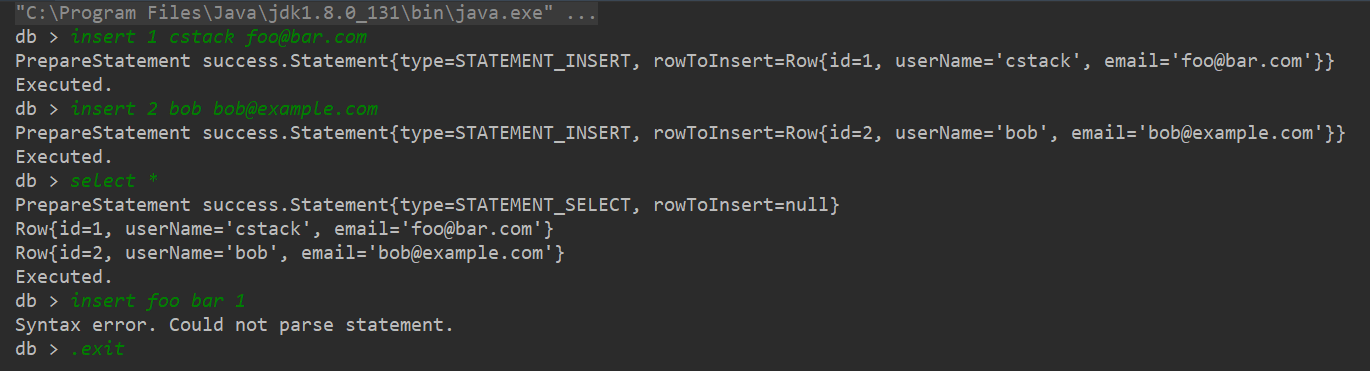 "C:\Program Files\Java\jdk1.8.0_131\bin\java.exe" ...
db > insert 1 cstack foo@bar.com
PrepareStatement success.Statement{type=STATEMENT_INSERT, rowToInsert=Row{id=1, userName='cstack', email='foo@bar.com'}}
Executed.
db > insert 2 bob bob@example.com
PrepareStatement success.Statement{type=STATEMENT_INSERT, rowToInsert=Row{id=2, userName='bob', email='bob@example.com'}}
Executed.
db > select *
PrepareStatement success.Statement{type=STATEMENT_SELECT, rowToInsert=null}
Row{id=1, userName='cstack', email='foo@bar.com'}
Row{id=2, userName='bob', email='bob@example.com'}
Executed.
db > insert foo bar 1
Syntax error. Could not parse statement.
db > .exit